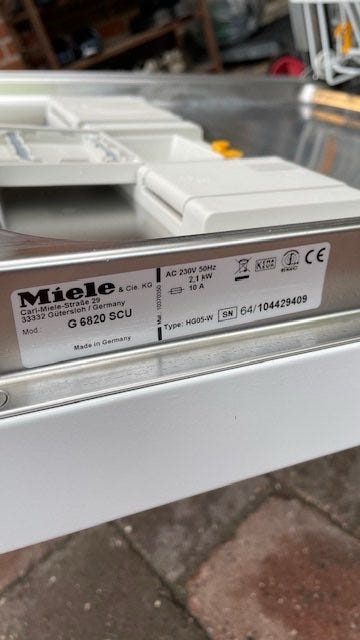 Miele & Cie. KG
Carl-Miele-Straße 29
33332 Gütersloh / Germany
Mod.: G 6820 SCU
Made in Germany
AC 230V 50Hz
2,1 kW
10 A
Type: HG05-W
SN 64/104429409
CE